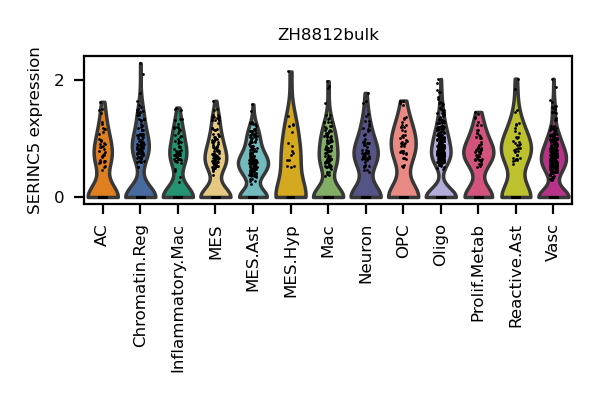 ZH8812bulk
SERINC5 expression
2
0
AC
Chromatin.Reg
Inflammatory.Mac
MES
MES.Ast
MES.Hyp
Mac
Neuron
OPC
Oligo
Prolif.Metab
Reactive.Ast
Vasc